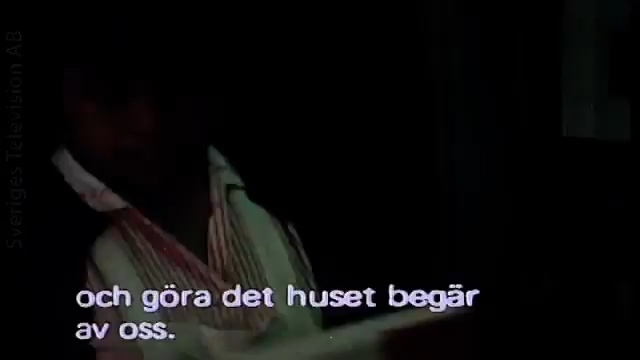 Sveriges Television AB
och göra det huset begär
av oss.